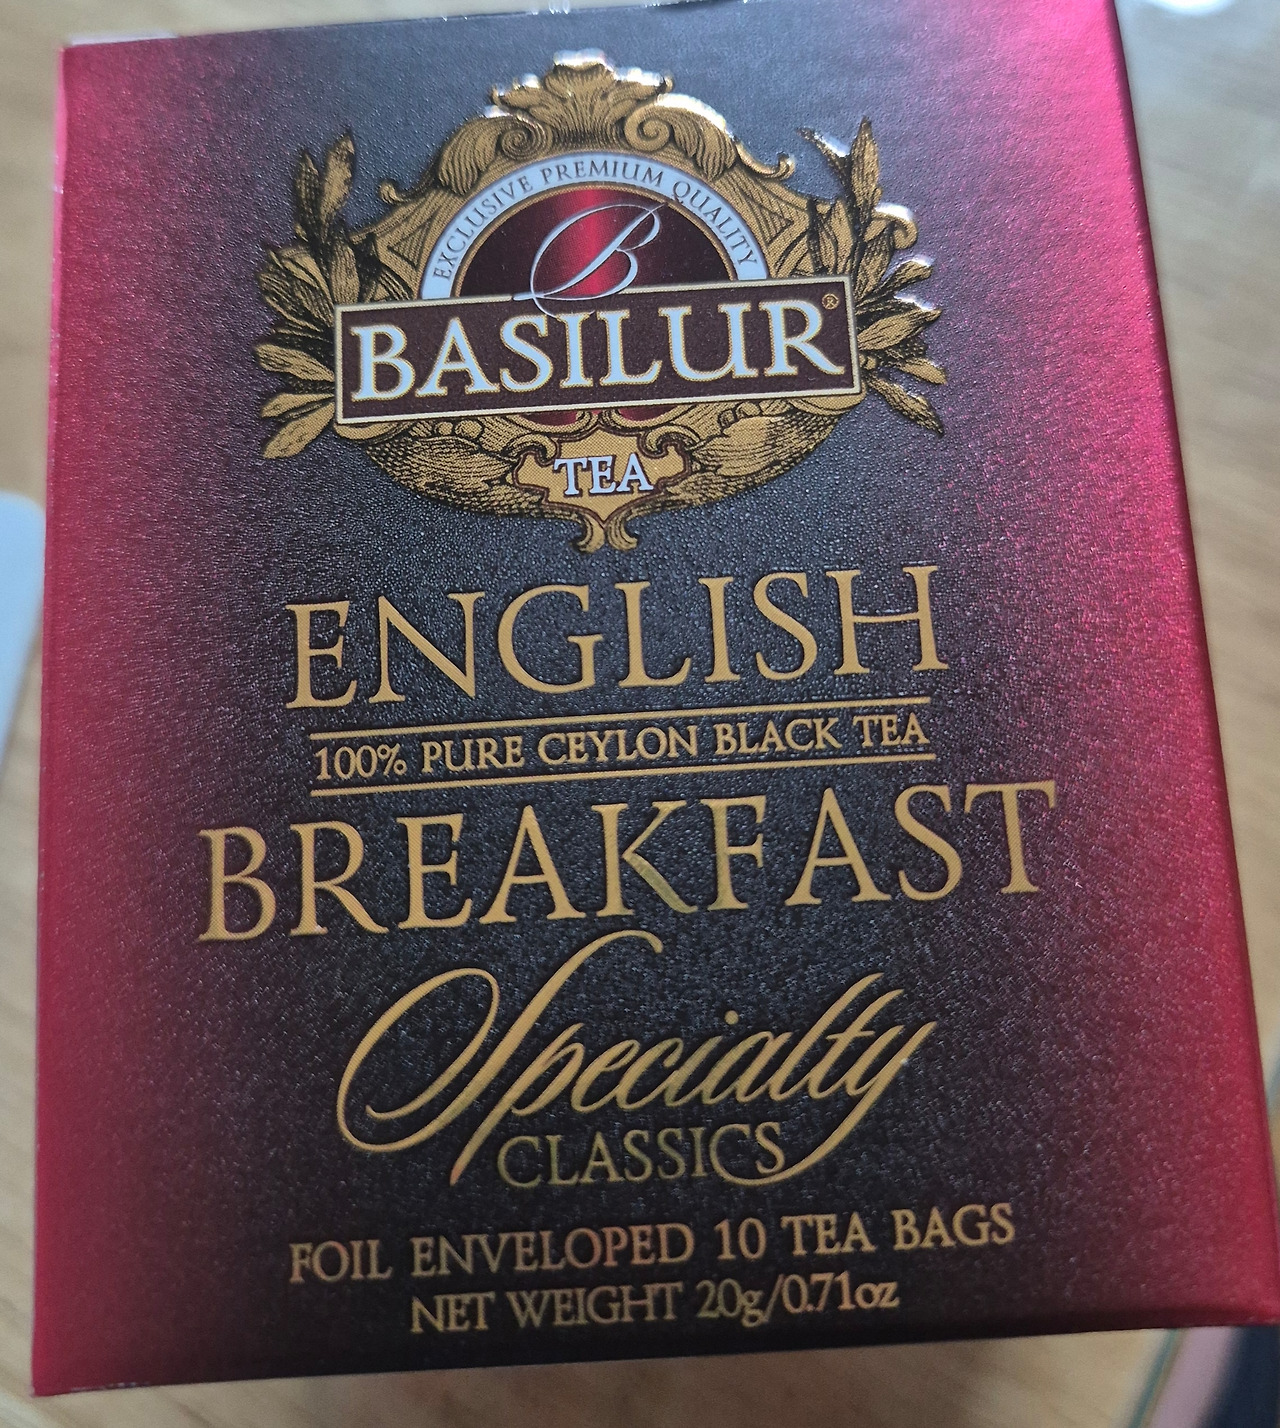 EXCLUSIVE PREMIUM QUALITY
B
BASILUR®
TEA
ENGLISH
100% PURE CEYLON BLACK TEA
BREAKFAST
Specialty
CLASSICS
FOIL ENVELOPED 10 TEA BAGS
NET WEIGHT 20g/0.71oz